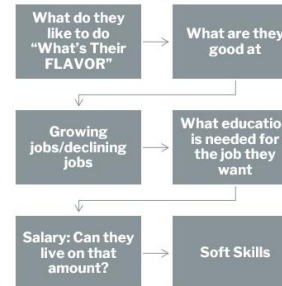 What do they
like to do
“What’s Their
FLAVOR”
What are they
good at
Growing
jobs/declining
jobs
What educatio
is needed for
the job they
want
Salary: Can they
live on that
amount?
Soft Skills